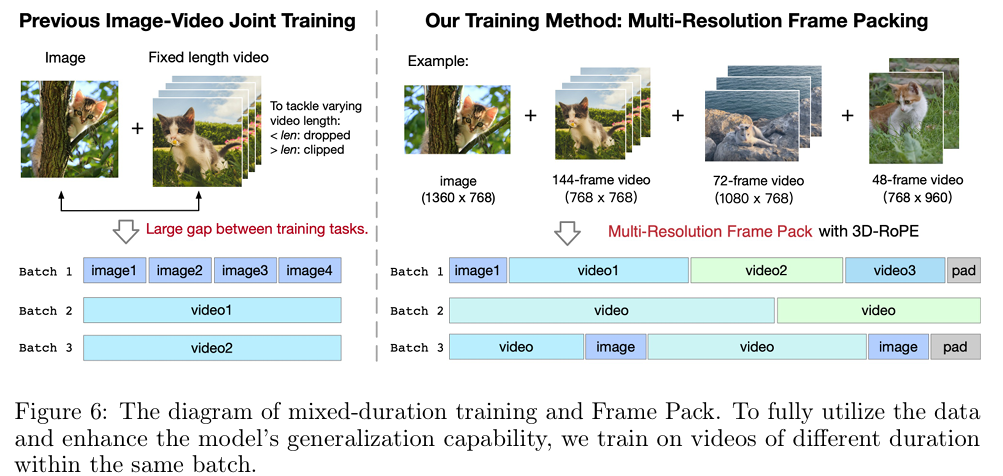 Previous Image-Video Joint Training
Image
Fixed length video
+
To tackle varying
video length:
< len: dropped
> len: clipped
Large gap between training tasks.
Batch 1
image1
image2
image3
image4
Batch 2
video1
Batch 3
video2
Our Training Method: Multi-Resolution Frame Packing
Example:
+
+
+
image
(1360 x 768)
144-frame video
(768 x 768)
72-frame video
(1080 x 768)
48-frame video
(768 x 960)
Multi-Resolution Frame Pack with 3D-RoPE
Batch 1
image1
video1
video2
video3
pad
Batch 2
video
video
Batch 3
video
image
video
image
pad
Figure 6: The diagram of mixed-duration training and Frame Pack. To fully utilize the data
and enhance the model's generalization capability, we train on videos of different duration
within the same batch.